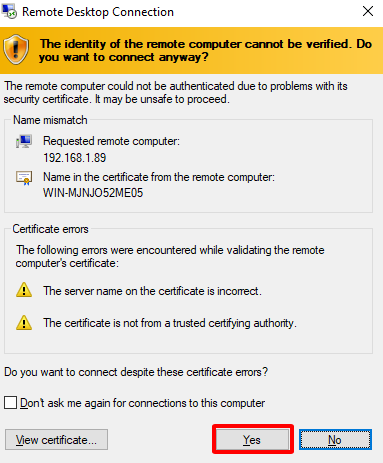 Remote Desktop Connection
The identity of the remote computer cannot be verified. Do
you want to connect anyway?
The remote computer could not be authenticated due to problems with its
security certificate. It may be unsafe to proceed.
Name mismatch
Requested remote computer:
192.168.1.89
Name in the certificate from the remote computer:
WIN-MJNJO52ME05
Certificate errors
The following errors were encountered while validating the remote
computer's certificate:
The server name on the certificate is incorrect.
The certificate is not from a trusted certifying authority.
Do you want to connect despite these certificate errors?
Don't ask me again for connections to this computer
View certificate... Yes No